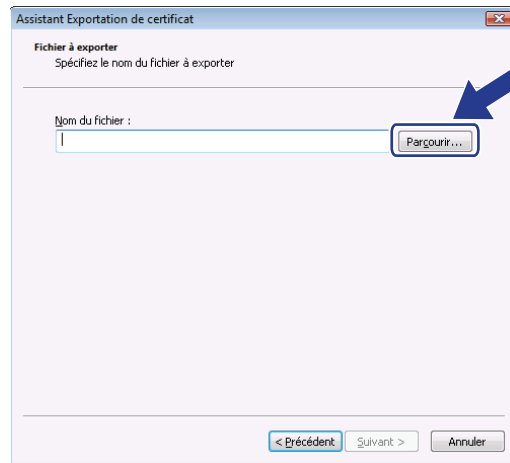 Assistant Exportation de certificat
Fichier à exporter
Spécifiez le nom du fichier à exporter
Nom du fichier :
Parcourir...
< Précédent
Suivant >
Annuler